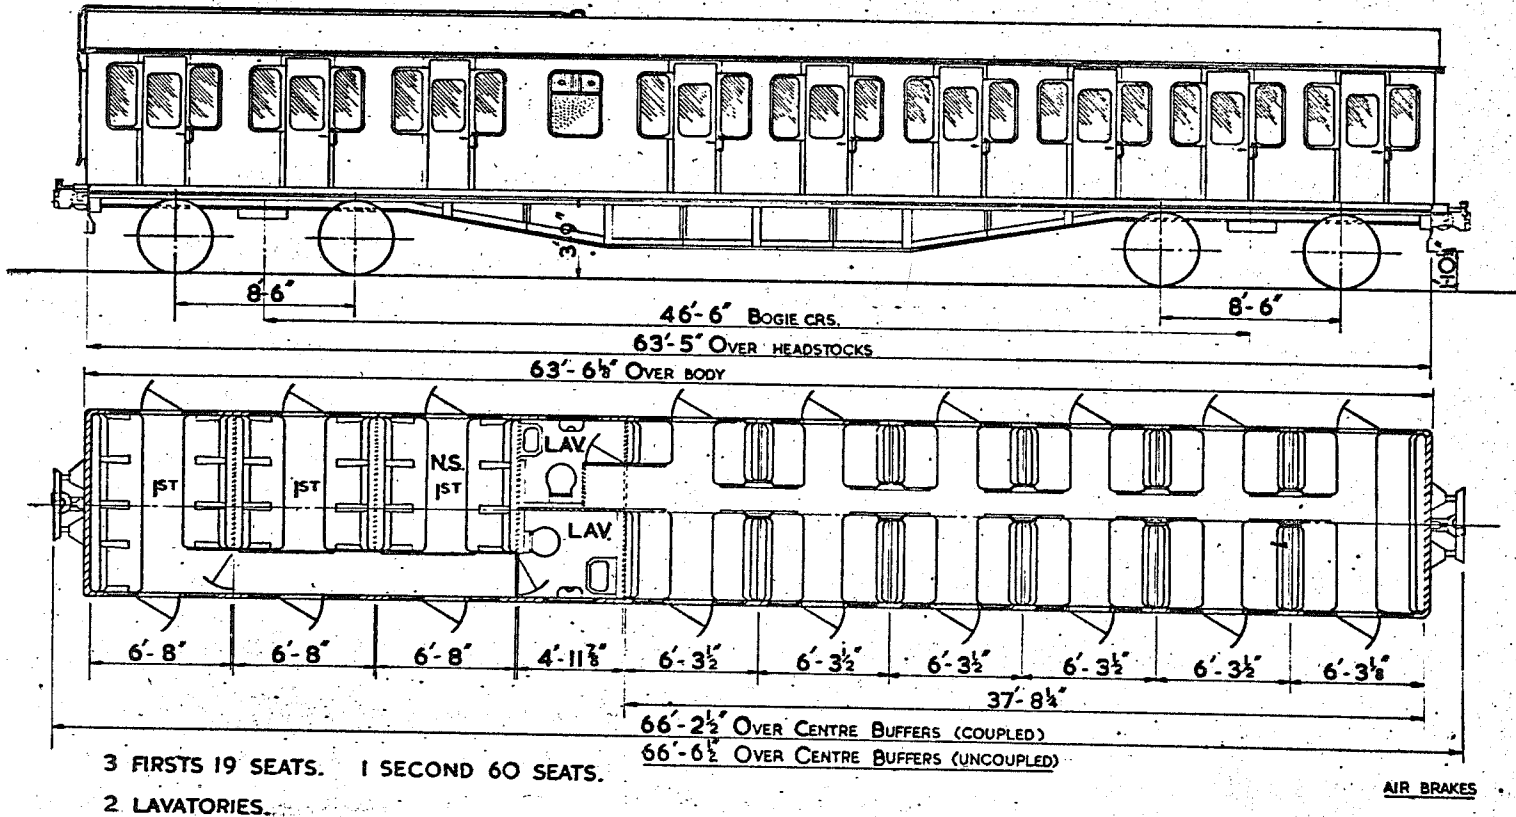 3'-9"
1'-10¾"
8'-6"
8'-6"
46'-6" BOGIE CRS.
63'-5" OVER HEADSTOCKS
63'-6⅛" OVER BODY
LAV.
N.S.
1ST
1ST
1ST
LAV.
6'-8"
6'-8"
6'-8"
4'-11⅞"
6'-3½"
6'-3½"
6'-3½"
6'-3½"
6'-3½"
6'-3⅛"
37'-8¼"
66'-2½" OVER CENTRE BUFFERS (COUPLED)
66'-6½" OVER CENTRE BUFFERS (UNCOUPLED)
3 FIRSTS 19 SEATS. 1 SECOND 60 SEATS.
2 LAVATORIES.
AIR BRAKES